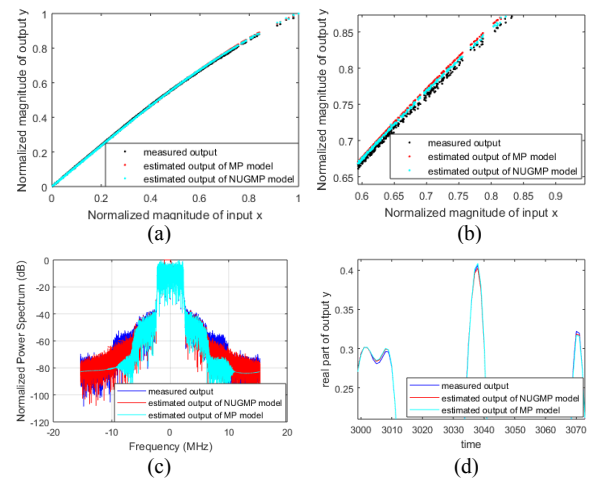 Normalized magnitude of output y
1
0.8
0.6
0.4
0.2
0
measured output
estimated output of MP model
estimated output of NUGMP model
0 0.2 0.4 0.6 0.8 1
Normalized magnitude of input x
(a)
Normalized magnitude of output y
0.85
0.8
0.75
0.7
0.65
measured output
estimated output of MP model
estimated output of NUGMP model
0.6 0.65 0.7 0.75 0.8 0.85 0.9
Normalized magnitude of input x
(b)
Normalized Power Spectrum (dB)
0
-20
-40
-60
-80
-100
-120
measured output
estimated output of NUGMP model
estimated output of MP model
-20 -10 0 10 20
Frequency (MHz)
(c)
real part of output y
0.4
0.35
0.3
0.25
measured output
estimated output of NUGMP model
estimated output of MP model
3000 3010 3020 3030 3040 3050 3060 3070
time
(d)